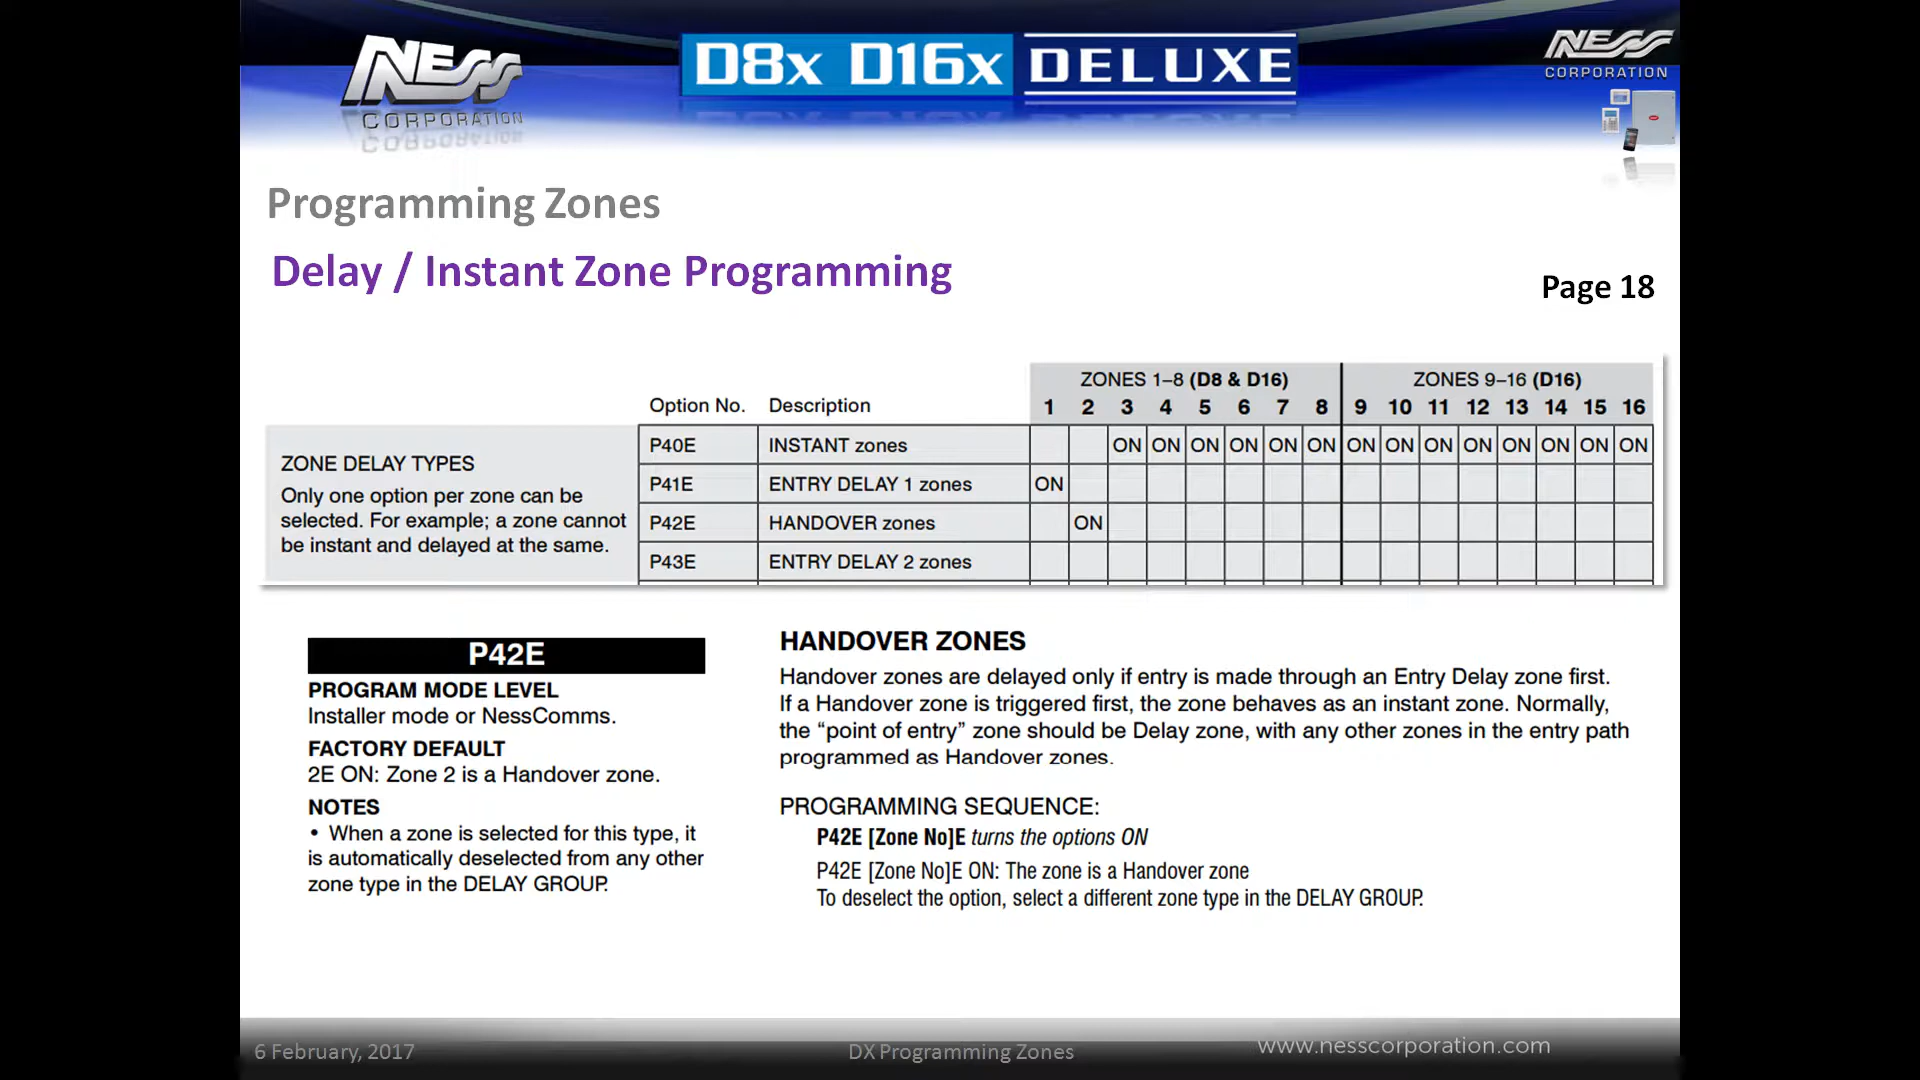 NESS
CORPORATION
D8x D16x DELUXE
NESS
CORPORATION
Programming Zones
Delay / Instant Zone Programming
Page 18
ZONES 1–8 (D8 & D16) ZONES 9–16 (D16)
Option No. Description 1 2 3 4 5 6 7 8 9 10 11 12 13 14 15 16
ZONE DELAY TYPES
Only one option per zone can be
selected. For example; a zone cannot
be instant and delayed at the same.
P40E INSTANT zones ON ON ON ON ON ON ON ON ON ON ON ON ON ON
P41E ENTRY DELAY 1 zones ON
P42E HANDOVER zones ON
P43E ENTRY DELAY 2 zones
P42E
PROGRAM MODE LEVEL
Installer mode or NessComms.
FACTORY DEFAULT
2E ON: Zone 2 is a Handover zone.
NOTES
• When a zone is selected for this type, it
is automatically deselected from any other
zone type in the DELAY GROUP.
HANDOVER ZONES
Handover zones are delayed only if entry is made through an Entry Delay zone first.
If a Handover zone is triggered first, the zone behaves as an instant zone. Normally,
the “point of entry” zone should be Delay zone, with any other zones in the entry path
programmed as Handover zones.
PROGRAMMING SEQUENCE:
P42E [Zone No]E turns the options ON
P42E [Zone No]E ON: The zone is a Handover zone
To deselect the option, select a different zone type in the DELAY GROUP.
6 February, 2017
DX Programming Zones
www.nesscorporation.com